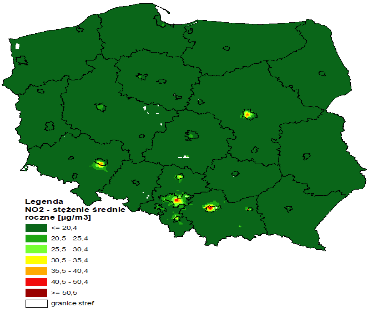 Legenda
NO2 - stężenie średnie
roczne [µg/m3]
<= 20,4
20,5 - 25,4
25,5 - 30,4
30,5 - 35,4
35,5 - 40,4
40,5 - 50,5
>= 50,6
granice stref